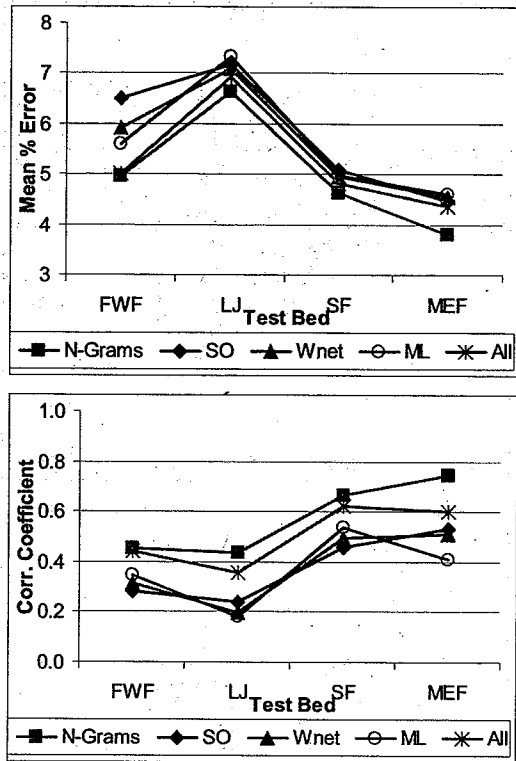 8
7
6
5
4
3
Mean % Error
FWF LJ SF MEF
Test Bed
N-Grams SO Wnet ML All
1.0
0.8
0.6
0.4
0.2
0.0
Corr. Coefficient
FWF LJ SF MEF
Test Bed
N-Grams SO Wnet ML All